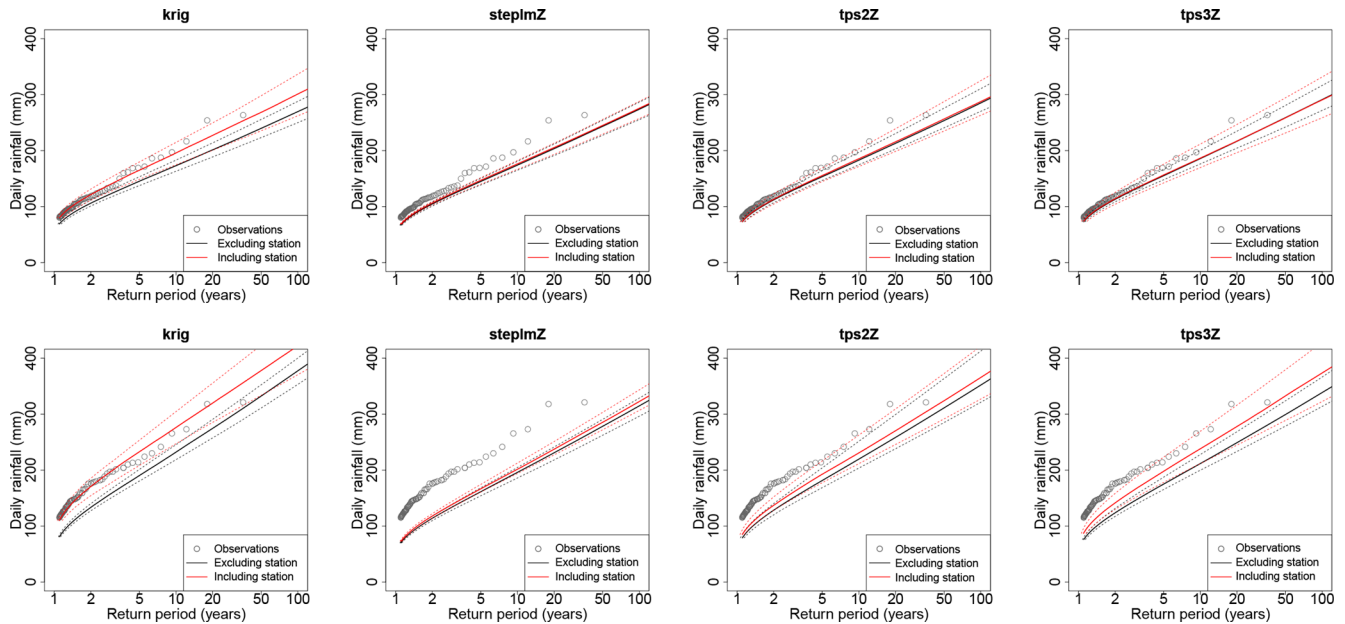 krig
Daily rainfall (mm)
400
300
200
100
0
Observations
Excluding station
Including station
1 2 5 10 20 50 100
Return period (years)
steplmZ
Daily rainfall (mm)
400
300
200
100
0
Observations
Excluding station
Including station
1 2 5 10 20 50 100
Return period (years)
tps2Z
Daily rainfall (mm)
400
300
200
100
0
Observations
Excluding station
Including station
1 2 5 10 20 50 100
Return period (years)
tps3Z
Daily rainfall (mm)
400
300
200
100
0
Observations
Excluding station
Including station
1 2 5 10 20 50 100
Return period (years)
krig
Daily rainfall (mm)
400
300
200
100
0
Observations
Excluding station
Including station
1 2 5 10 20 50 100
Return period (years)
steplmZ
Daily rainfall (mm)
400
300
200
100
0
Observations
Excluding station
Including station
1 2 5 10 20 50 100
Return period (years)
tps2Z
Daily rainfall (mm)
400
300
200
100
0
Observations
Excluding station
Including station
1 2 5 10 20 50 100
Return period (years)
tps3Z
Daily rainfall (mm)
400
300
200
100
0
Observations
Excluding station
Including station
1 2 5 10 20 50 100
Return period (years)